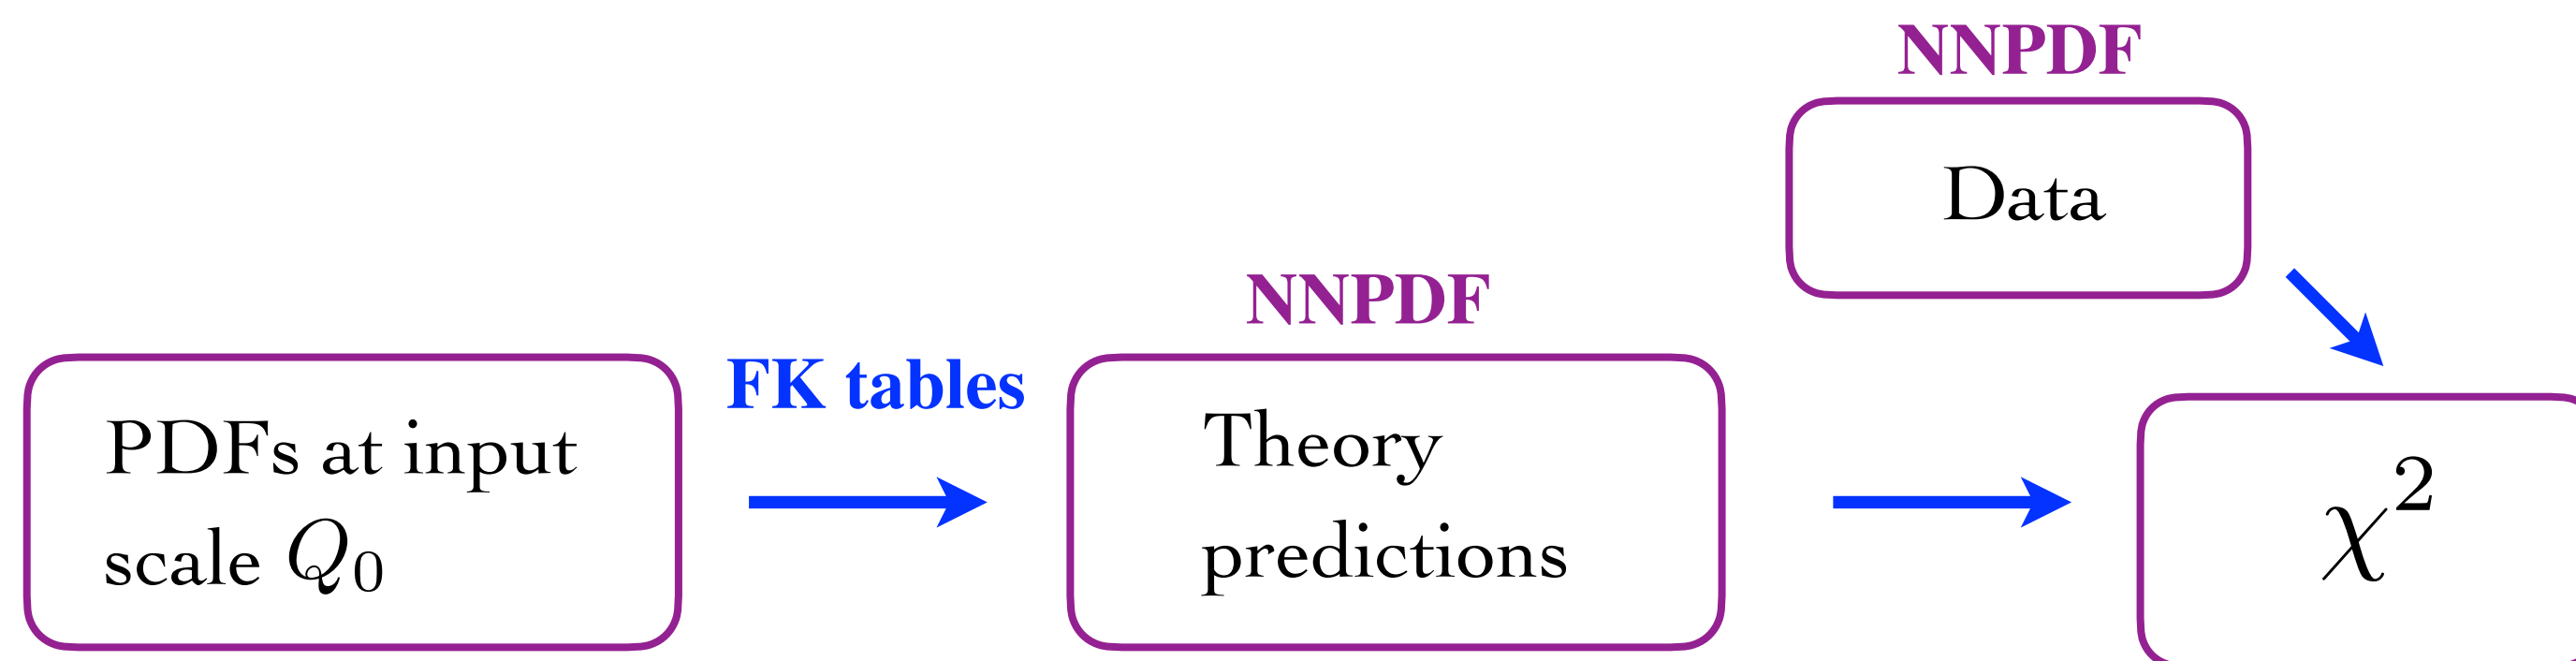 NNPDF
Data
NNPDF
FK tables
PDFs at input
scale Q₀
Theory
predictions
χ²